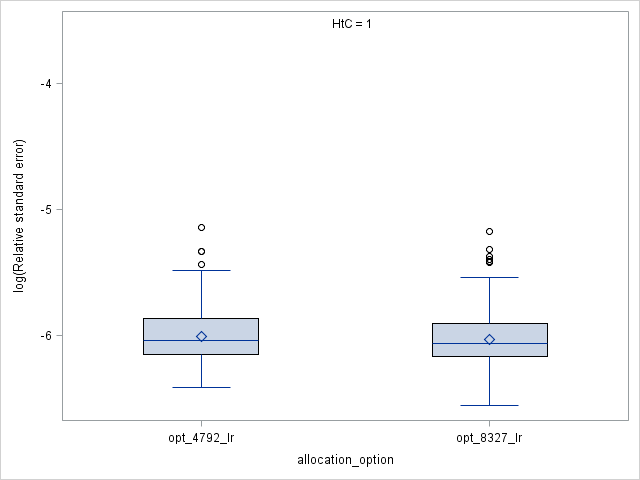 HtC = 1
-4
-5
-6
log(Relative standard error)
opt_4792_lr
opt_8327_lr
allocation_option